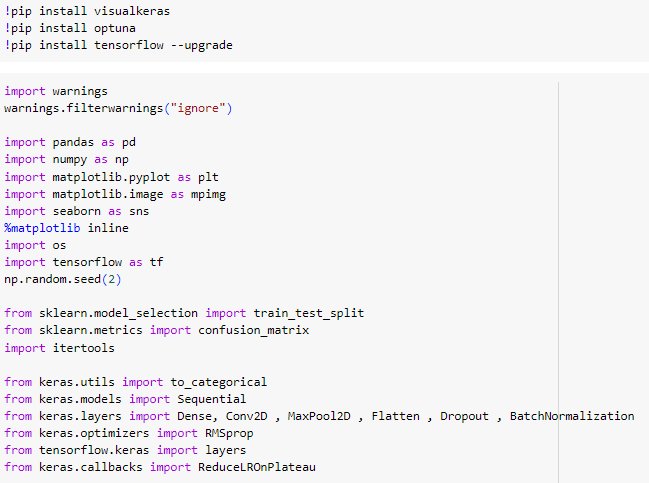 !pip install visualkeras
!pip install optuna
!pip install tensorflow --upgrade
import warnings
warnings.filterwarnings("ignore")
import pandas as pd
import numpy as np
import matplotlib.pyplot as plt
import matplotlib.image as mpimg
import seaborn as sns
%matplotlib inline
import os
import tensorflow as tf
np.random.seed(2)
from sklearn.model_selection import train_test_split
from sklearn.metrics import confusion_matrix
import itertools
from keras.utils import to_categorical
from keras.models import Sequential
from keras.layers import Dense, Conv2D , MaxPool2D , Flatten , Dropout , BatchNormalization
from keras.optimizers import RMSprop
from tensorflow.keras import layers
from keras.callbacks import ReduceLROnPlateau